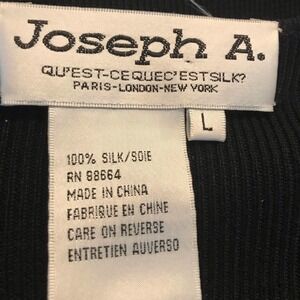 Joseph A.
QU'EST-CEQUEC'ESTSILK?
PARIS-LONDON-NEW YORK
L
100% SILK/SOIE
RN 98664
MADE IN CHINA
FABRIQUE EN CHINE
CARE ON REVERSE
ENTRETIEN AUVERSO